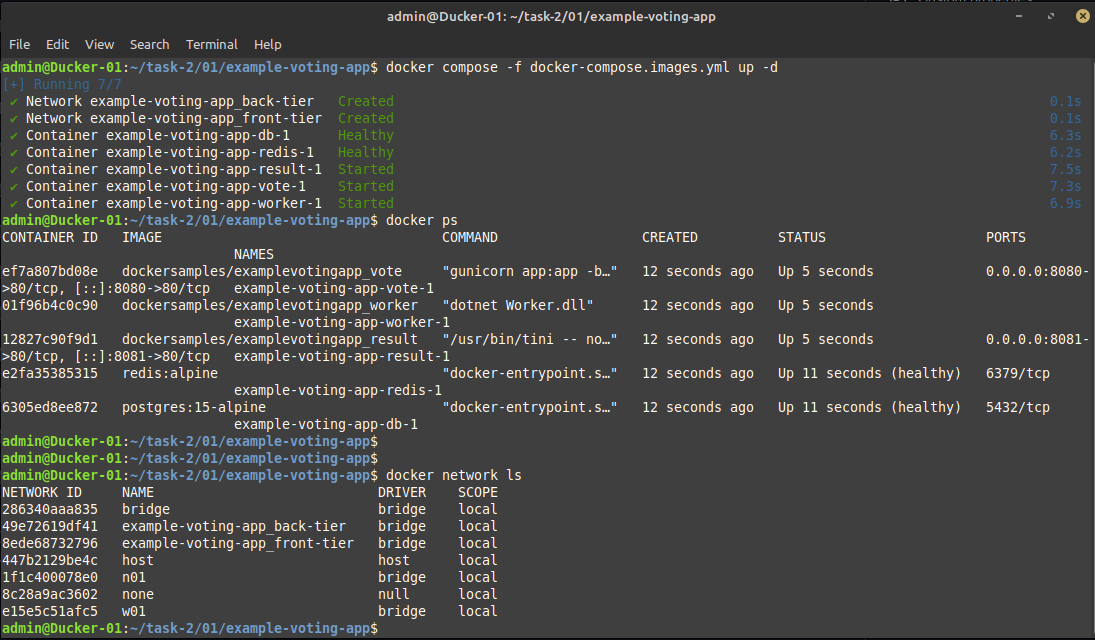 admin@Ducker-01: ~/task-2/01/example-voting-app
File Edit View Search Terminal Help
admin@Ducker-01:~/task-2/01/example-voting-app$ docker compose -f docker-compose.images.yml up -d
[+] Running 7/7
✔ Network example-voting-app_back-tier Created 0.1s
✔ Network example-voting-app_front-tier Created 0.1s
✔ Container example-voting-app-db-1 Healthy 6.3s
✔ Container example-voting-app-redis-1 Healthy 6.2s
✔ Container example-voting-app-result-1 Started 7.5s
✔ Container example-voting-app-vote-1 Started 7.3s
✔ Container example-voting-app-worker-1 Started 6.9s
admin@Ducker-01:~/task-2/01/example-voting-app$ docker ps
CONTAINER ID IMAGE COMMAND CREATED STATUS PORTS
NAMES
ef7a807bd08e dockersamples/examplevotingapp_vote "gunicorn app:app -b…" 12 seconds ago Up 5 seconds 0.0.0.0:8080-
>80/tcp, [::]:8080->80/tcp example-voting-app-vote-1
01f96b4c0c90 dockersamples/examplevotingapp_worker "dotnet Worker.dll" 12 seconds ago Up 5 seconds
example-voting-app-worker-1
12827c90f9d1 dockersamples/examplevotingapp_result "/usr/bin/tini -- no…" 12 seconds ago Up 5 seconds 0.0.0.0:8081-
>80/tcp, [::]:8081->80/tcp example-voting-app-result-1
e2fa35385315 redis:alpine "docker-entrypoint.s…" 12 seconds ago Up 11 seconds (healthy) 6379/tcp
example-voting-app-redis-1
6305ed8ee872 postgres:15-alpine "docker-entrypoint.s…" 12 seconds ago Up 11 seconds (healthy) 5432/tcp
example-voting-app-db-1
admin@Ducker-01:~/task-2/01/example-voting-app$
admin@Ducker-01:~/task-2/01/example-voting-app$
admin@Ducker-01:~/task-2/01/example-voting-app$ docker network ls
NETWORK ID NAME DRIVER SCOPE
286340aaa835 bridge bridge local
49e72619df41 example-voting-app_back-tier bridge local
8ede68732796 example-voting-app_front-tier bridge local
447b2129be4c host host local
1f1c400078e0 n01 bridge local
8c28a9ac3602 none null local
e15e5c51afc5 w01 bridge local
admin@Ducker-01:~/task-2/01/example-voting-app$